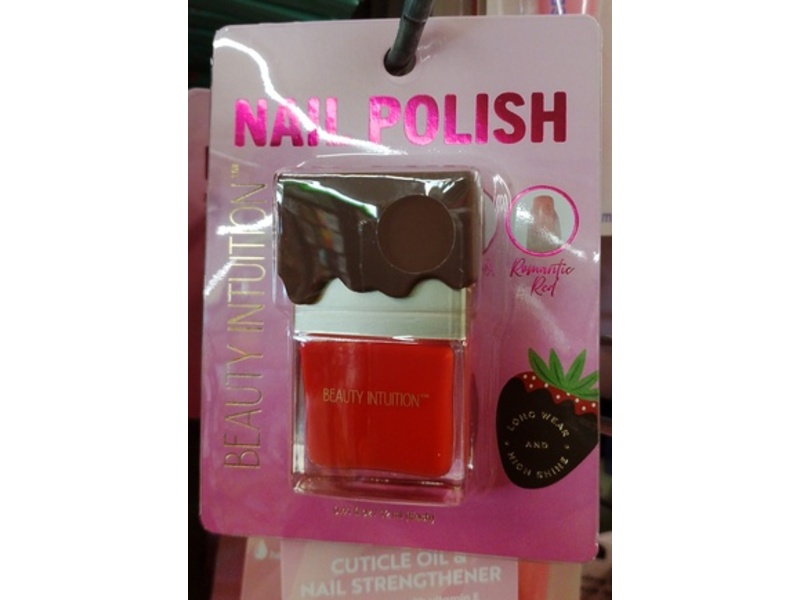 NAIL POLISH
BEAUTY INTUITION™
Romantic
Red
BEAUTY INTUITION™
LONG WEAR
AND
HIGH SHINE
CUTICLE OIL &
NAIL STRENGTHENER